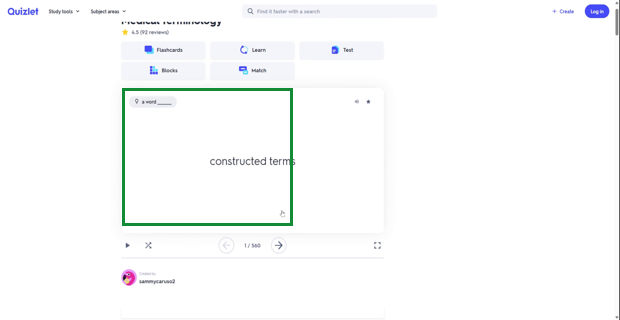 Quizlet
Study tools
Subject areas
Find it faster with a search
+ Create
Log in
Medical Terminology
4.5 (92 reviews)
Flashcards
Learn
Test
Blocks
Match
a word _____
constructed terms
1 / 560
Created by
sammycaruso2